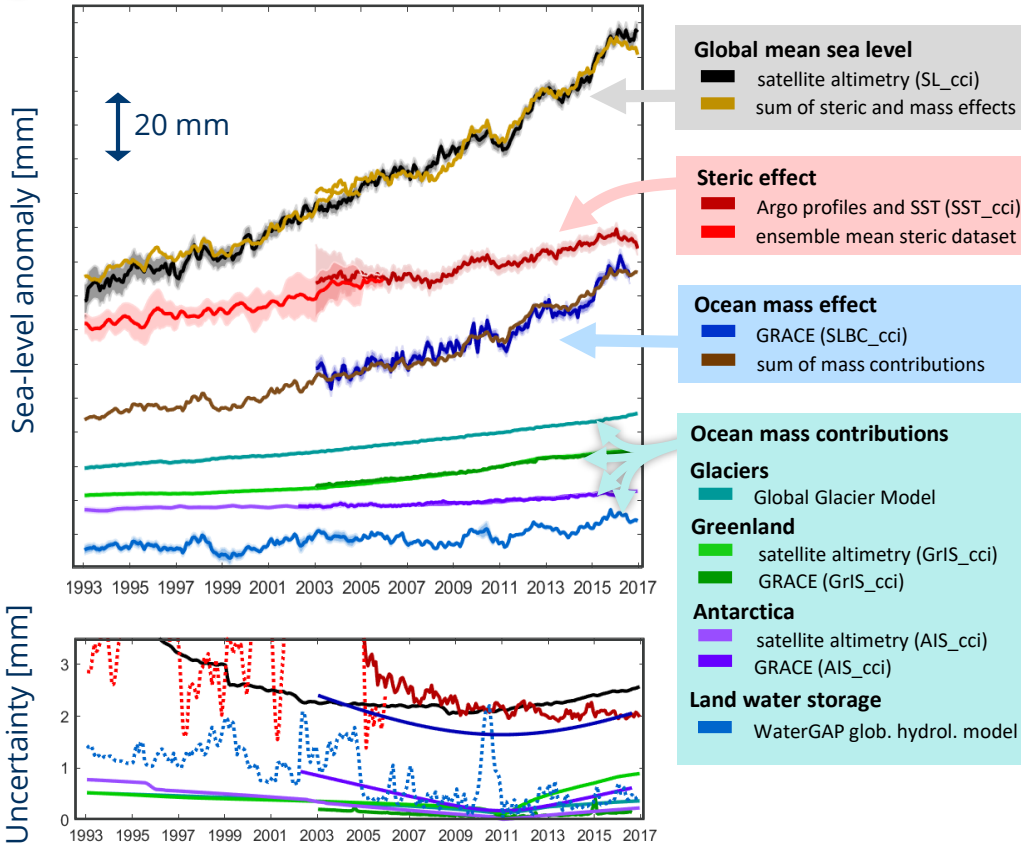 Sea-level anomaly [mm]
20 mm
1993 1995 1997 1999 2001 2003 2005 2007 2009 2011 2013 2015 2017
Global mean sea level
satellite altimetry (SL_cci)
sum of steric and mass effects
Steric effect
Argo profiles and SST (SST_cci)
ensemble mean steric dataset
Ocean mass effect
GRACE (SLBC_cci)
sum of mass contributions
Ocean mass contributions
Glaciers
Global Glacier Model
Greenland
satellite altimetry (GrIS_cci)
GRACE (GrIS_cci)
Antarctica
satellite altimetry (AIS_cci)
GRACE (AIS_cci)
Land water storage
WaterGAP glob. hydrol. model
Uncertainty [mm]
3
2
1
0
1993 1995 1997 1999 2001 2003 2005 2007 2009 2011 2013 2015 2017